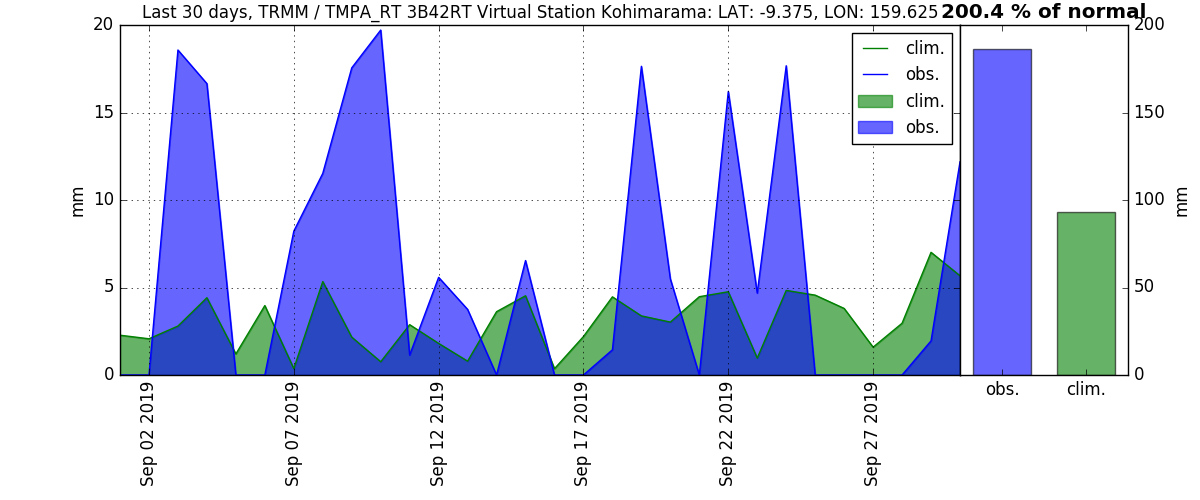 Last 30 days, TRMM / TMPA_RT 3B42RT Virtual Station Kohimarama: LAT: -9.375, LON: 159.625
200.4 % of normal
20
15
10
5
0
mm
clim.
obs.
clim.
obs.
200
150
100
50
0
mm
obs.
clim.
Sep 02 2019
Sep 07 2019
Sep 12 2019
Sep 17 2019
Sep 22 2019
Sep 27 2019